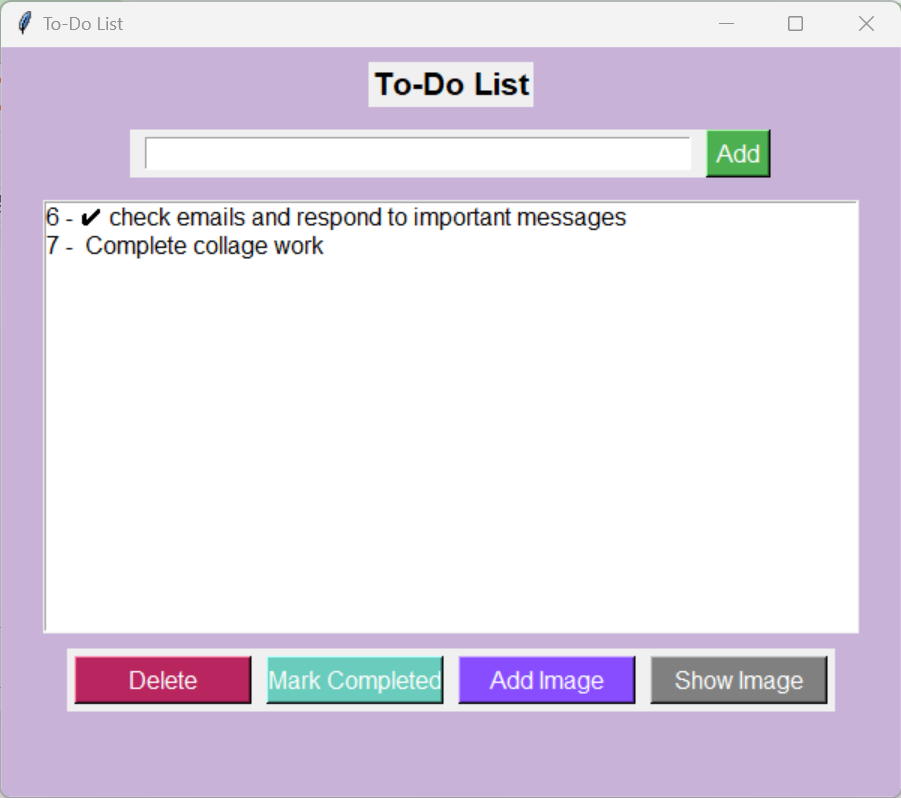 To-Do List
To-Do List
Add
6 - ✔ check emails and respond to important messages
7 - Complete collage work
Delete Mark Completed Add Image Show Image